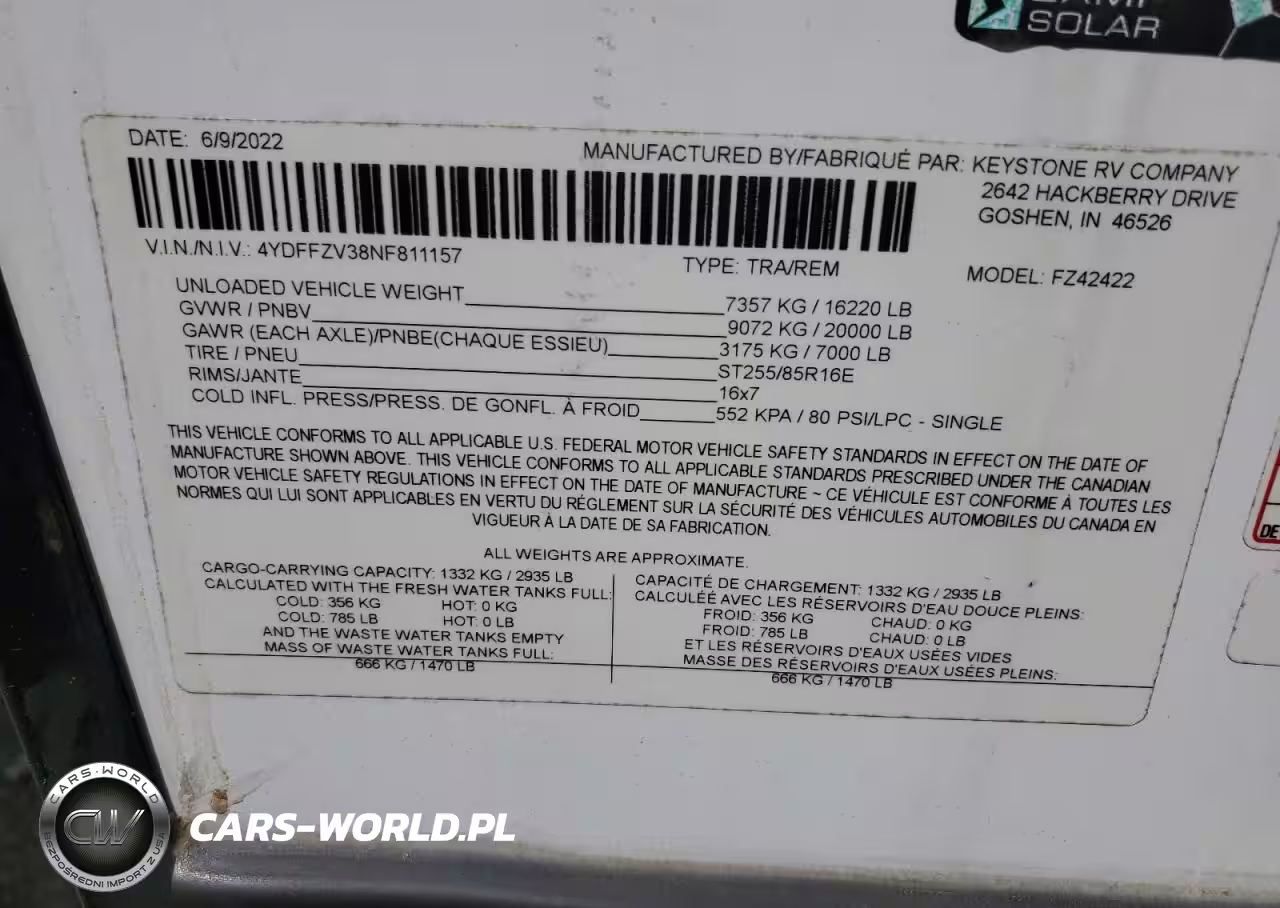 SOLAR
DATE: 6/9/2022
MANUFACTURED BY/FABRIQUÉ PAR: KEYSTONE RV COMPANY
2642 HACKBERRY DRIVE
GOSHEN, IN 46526
V.I.N./N.I.V.: 4YDFFZV38NF811157
TYPE: TRA/REM
MODEL: FZ42422
UNLOADED VEHICLE WEIGHT 7357 KG / 16220 LB
GVWR / PNBV 9072 KG / 20000 LB
GAWR (EACH AXLE)/PNBE(CHAQUE ESSIEU) 3175 KG / 7000 LB
TIRE / PNEU ST255/85R16E
RIMS/JANTE 16x7
COLD INFL. PRESS/PRESS. DE GONFL. À FROID 552 KPA / 80 PSI/LPC - SINGLE
THIS VEHICLE CONFORMS TO ALL APPLICABLE U.S. FEDERAL MOTOR VEHICLE SAFETY STANDARDS IN EFFECT ON THE DATE OF
MANUFACTURE SHOWN ABOVE. THIS VEHICLE CONFORMS TO ALL APPLICABLE STANDARDS PRESCRIBED UNDER THE CANADIAN
MOTOR VEHICLE SAFETY REGULATIONS IN EFFECT ON THE DATE OF MANUFACTURE ~ CE VÉHICULE EST CONFORME À TOUTES LES
NORMES QUI LUI SONT APPLICABLES EN VERTU DU RÉGLEMENT SUR LA SÉCURITÉ DES VÉHICULES AUTOMOBILES DU CANADA EN
VIGUEUR À LA DATE DE SA FABRICATION.
ALL WEIGHTS ARE APPROXIMATE.
CARGO-CARRYING CAPACITY: 1332 KG / 2935 LB
CALCULATED WITH THE FRESH WATER TANKS FULL:
COLD: 356 KG HOT: 0 KG
COLD: 785 LB HOT: 0 LB
AND THE WASTE WATER TANKS EMPTY
MASS OF WASTE WATER TANKS FULL:
666 KG / 1470 LB
CAPACITÉ DE CHARGEMENT: 1332 KG / 2935 LB
CALCULÉE AVEC LES RÉSERVOIRS D'EAU DOUCE PLEINS:
FROID: 356 KG CHAUD: 0 KG
FROID: 785 LB CHAUD: 0 LB
ET LES RÉSERVOIRS D'EAUX USÉES VIDES
MASSE DES RÉSERVOIRS D'EAUX USÉES PLEINS:
666 KG / 1470 LB
DE
CARS-WORLD
CW
BEZPOŚREDNI IMPORT Z USA
CARS-WORLD.PL